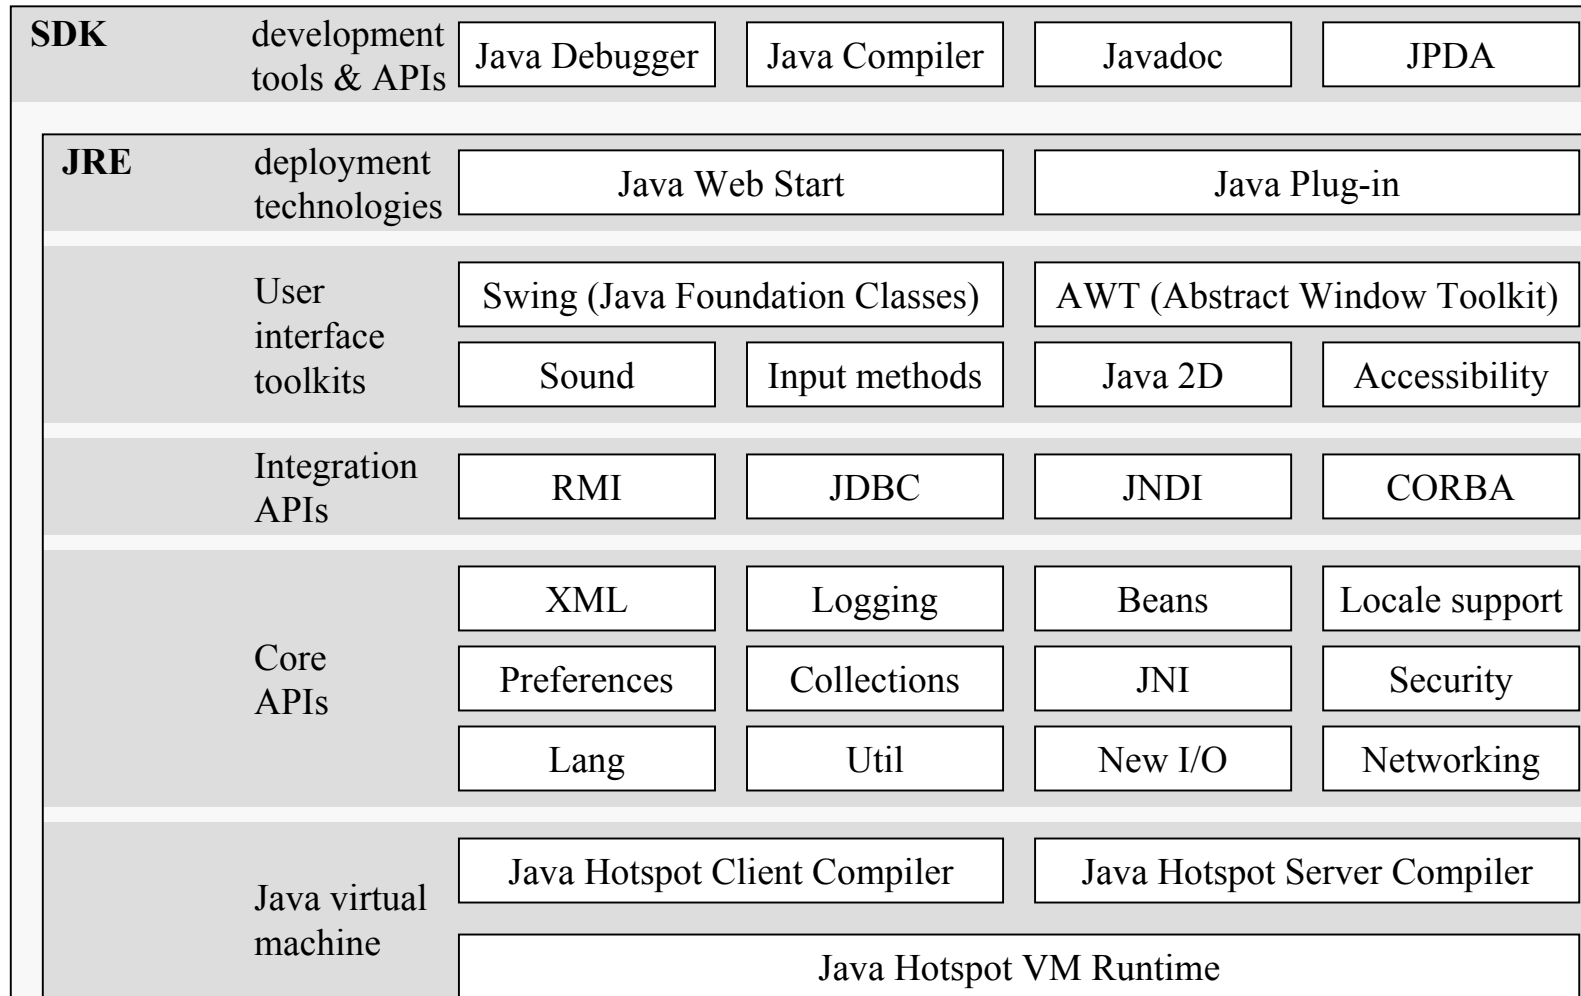 SDK
development
tools & APIs
Java Debugger
Java Compiler
Javadoc
JPDA
JRE
deployment
technologies
Java Web Start
Java Plug-in
User
interface
toolkits
Swing (Java Foundation Classes)
AWT (Abstract Window Toolkit)
Sound
Input methods
Java 2D
Accessibility
Integration
APIs
RMI
JDBC
JNDI
CORBA
Core
APIs
XML
Logging
Beans
Locale support
Preferences
Collections
JNI
Security
Lang
Util
New I/O
Networking
Java virtual
machine
Java Hotspot Client Compiler
Java Hotspot Server Compiler
Java Hotspot VM Runtime